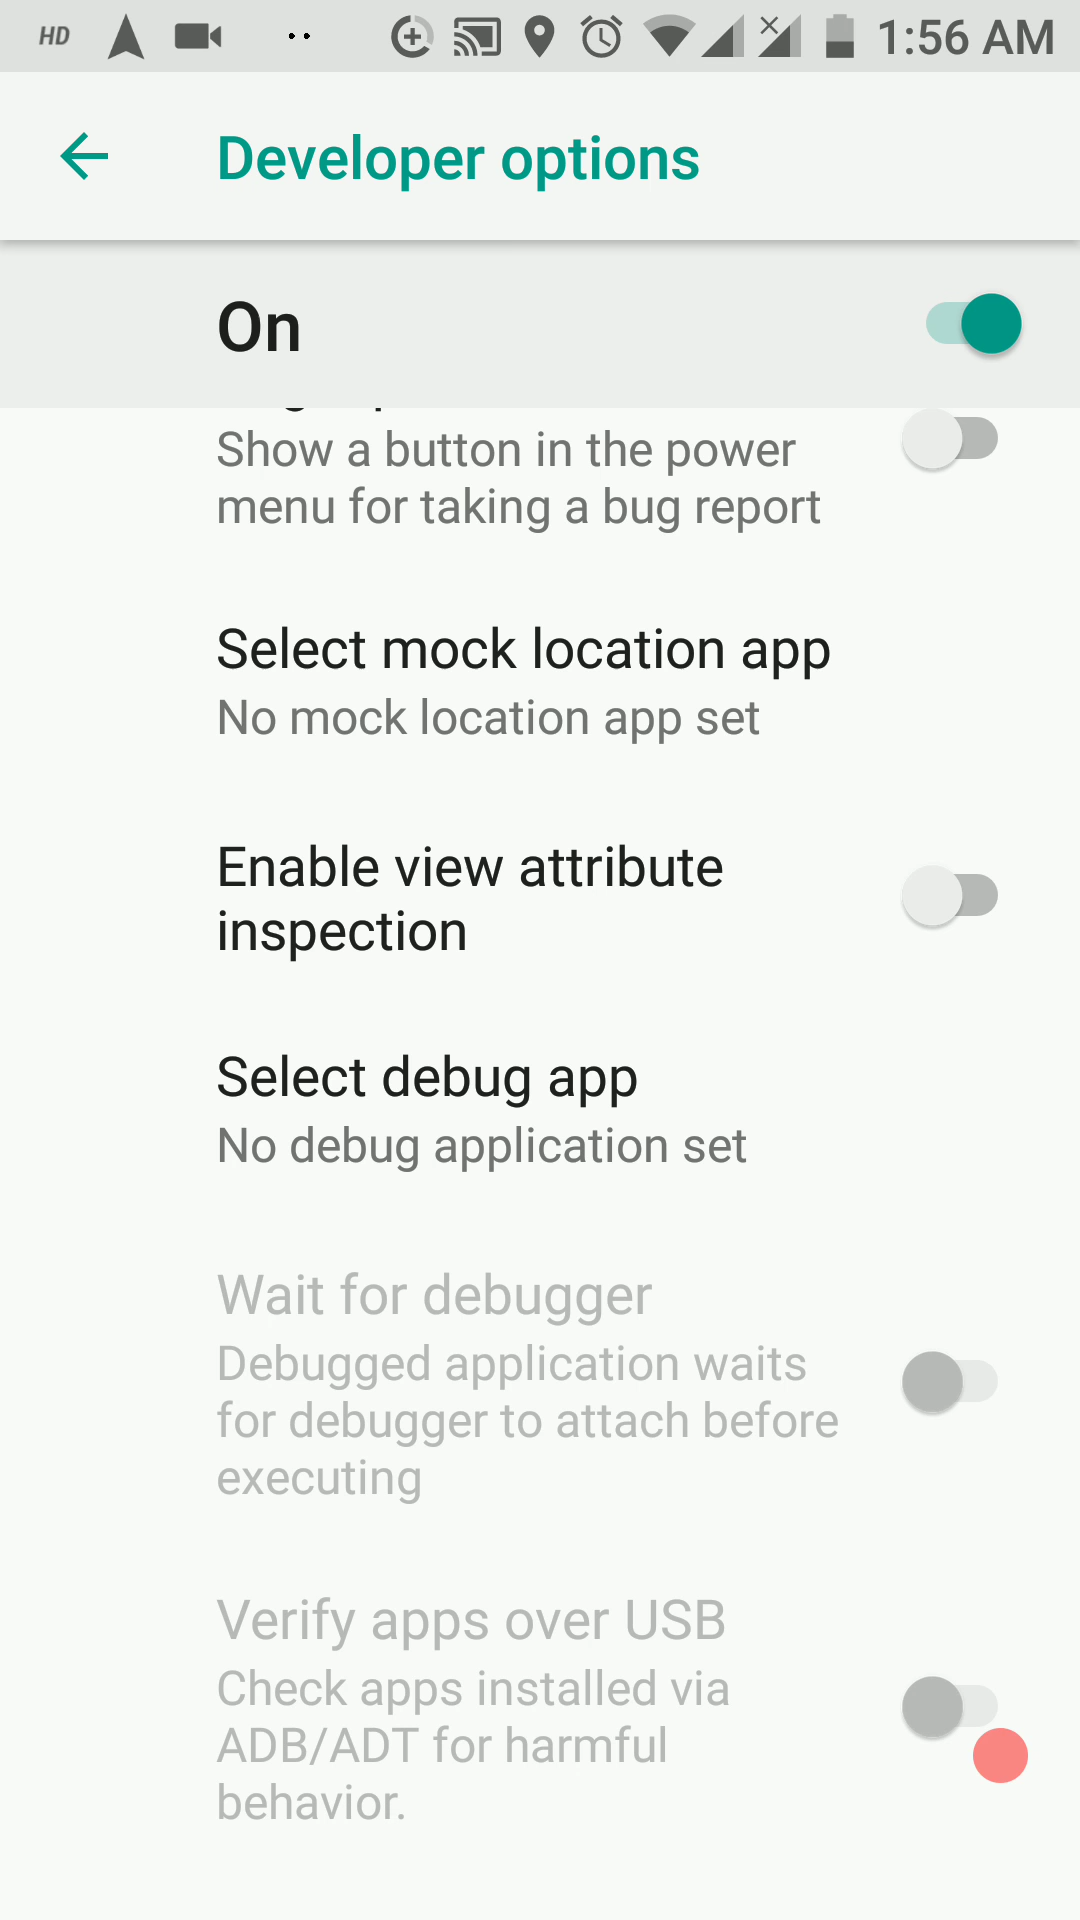 HD 1:56 AM
Developer options
On
Show a button in the power
menu for taking a bug report
Select mock location app
No mock location app set
Enable view attribute
inspection
Select debug app
No debug application set
Wait for debugger
Debugged application waits
for debugger to attach before
executing
Verify apps over USB
Check apps installed via
ADB/ADT for harmful
behavior.